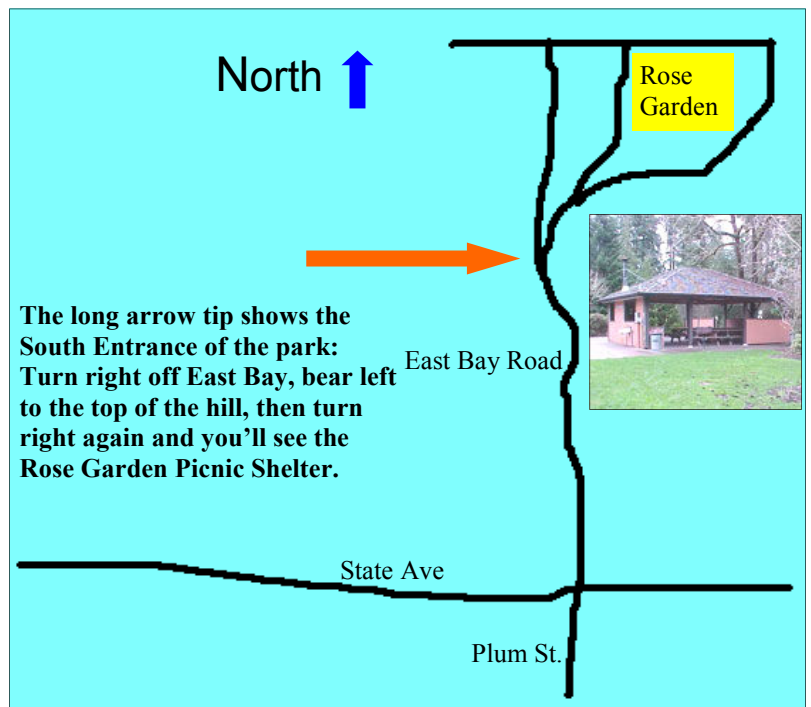 North
Rose
Garden
The long arrow tip shows the
South Entrance of the park:
Turn right off East Bay, bear left
to the top of the hill, then turn
right again and you’ll see the
Rose Garden Picnic Shelter.
East Bay Road
State Ave
Plum St.